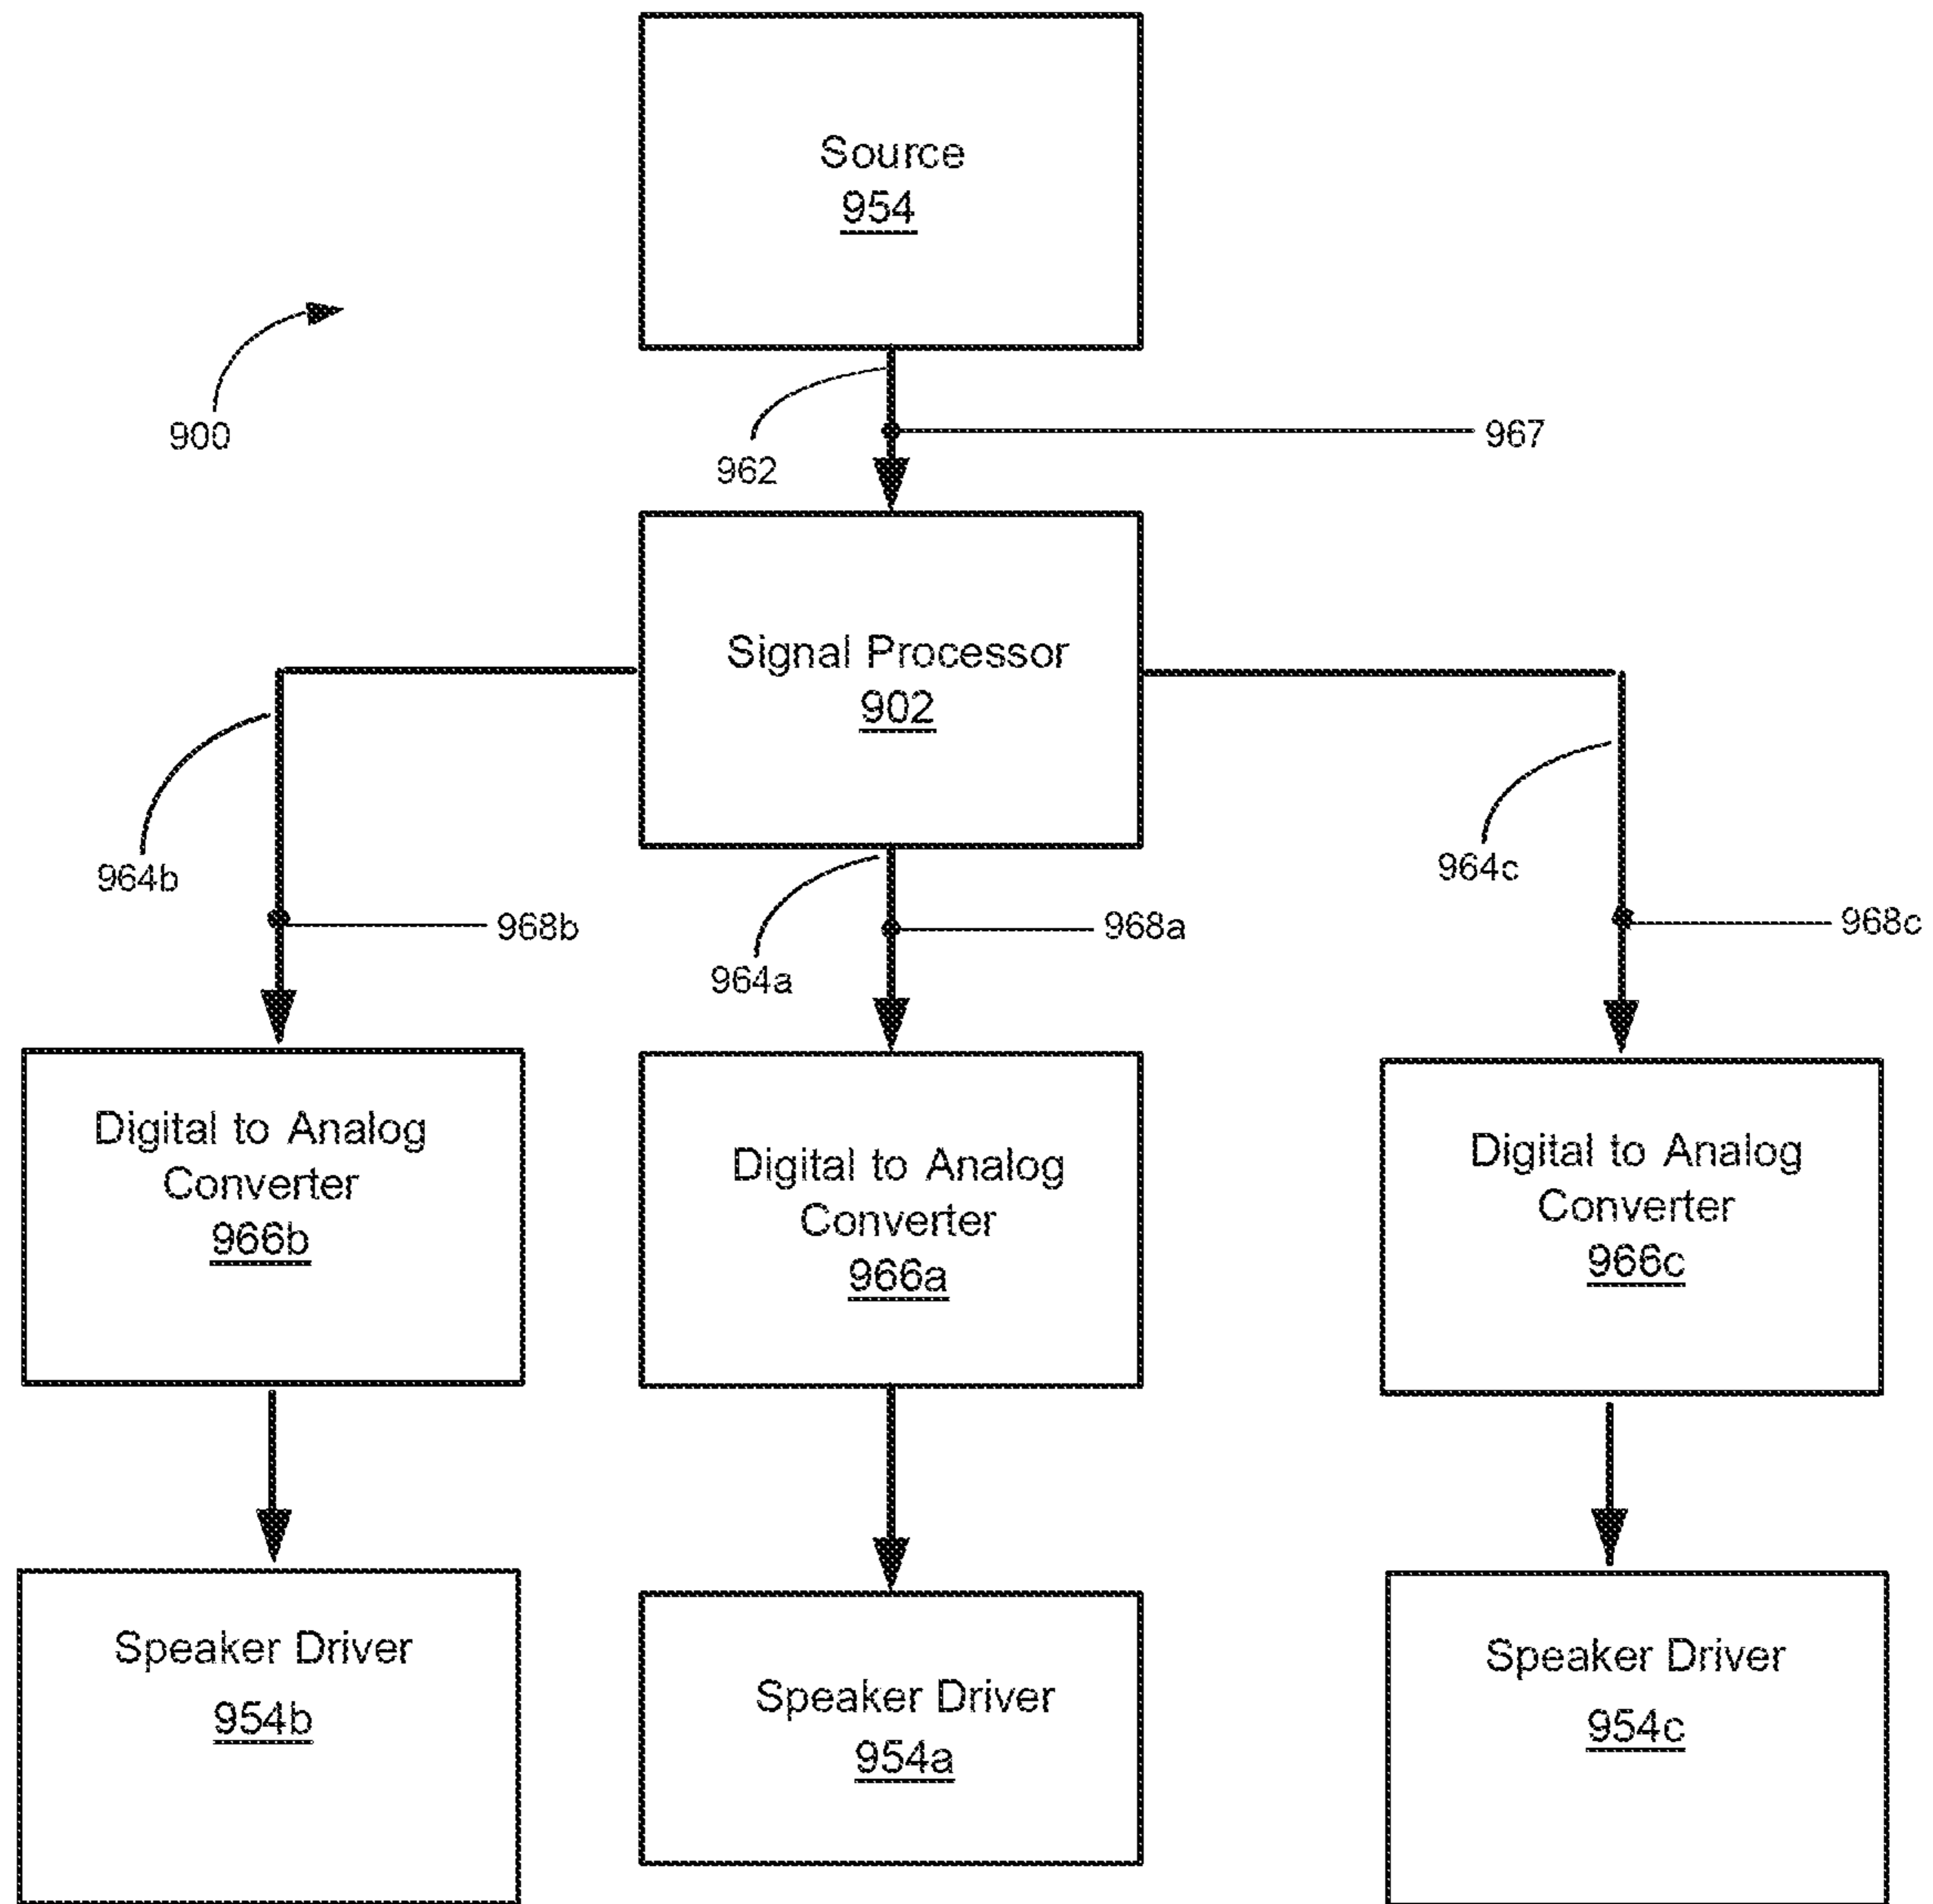 Source
954
900
962
967
Signal Processor
902
964b
968b
964a
968a
964c
968c
Digital to Analog
Converter
966b
Digital to Analog
Converter
966a
Digital to Analog
Converter
966c
Speaker Driver
954b
Speaker Driver
954a
Speaker Driver
954c